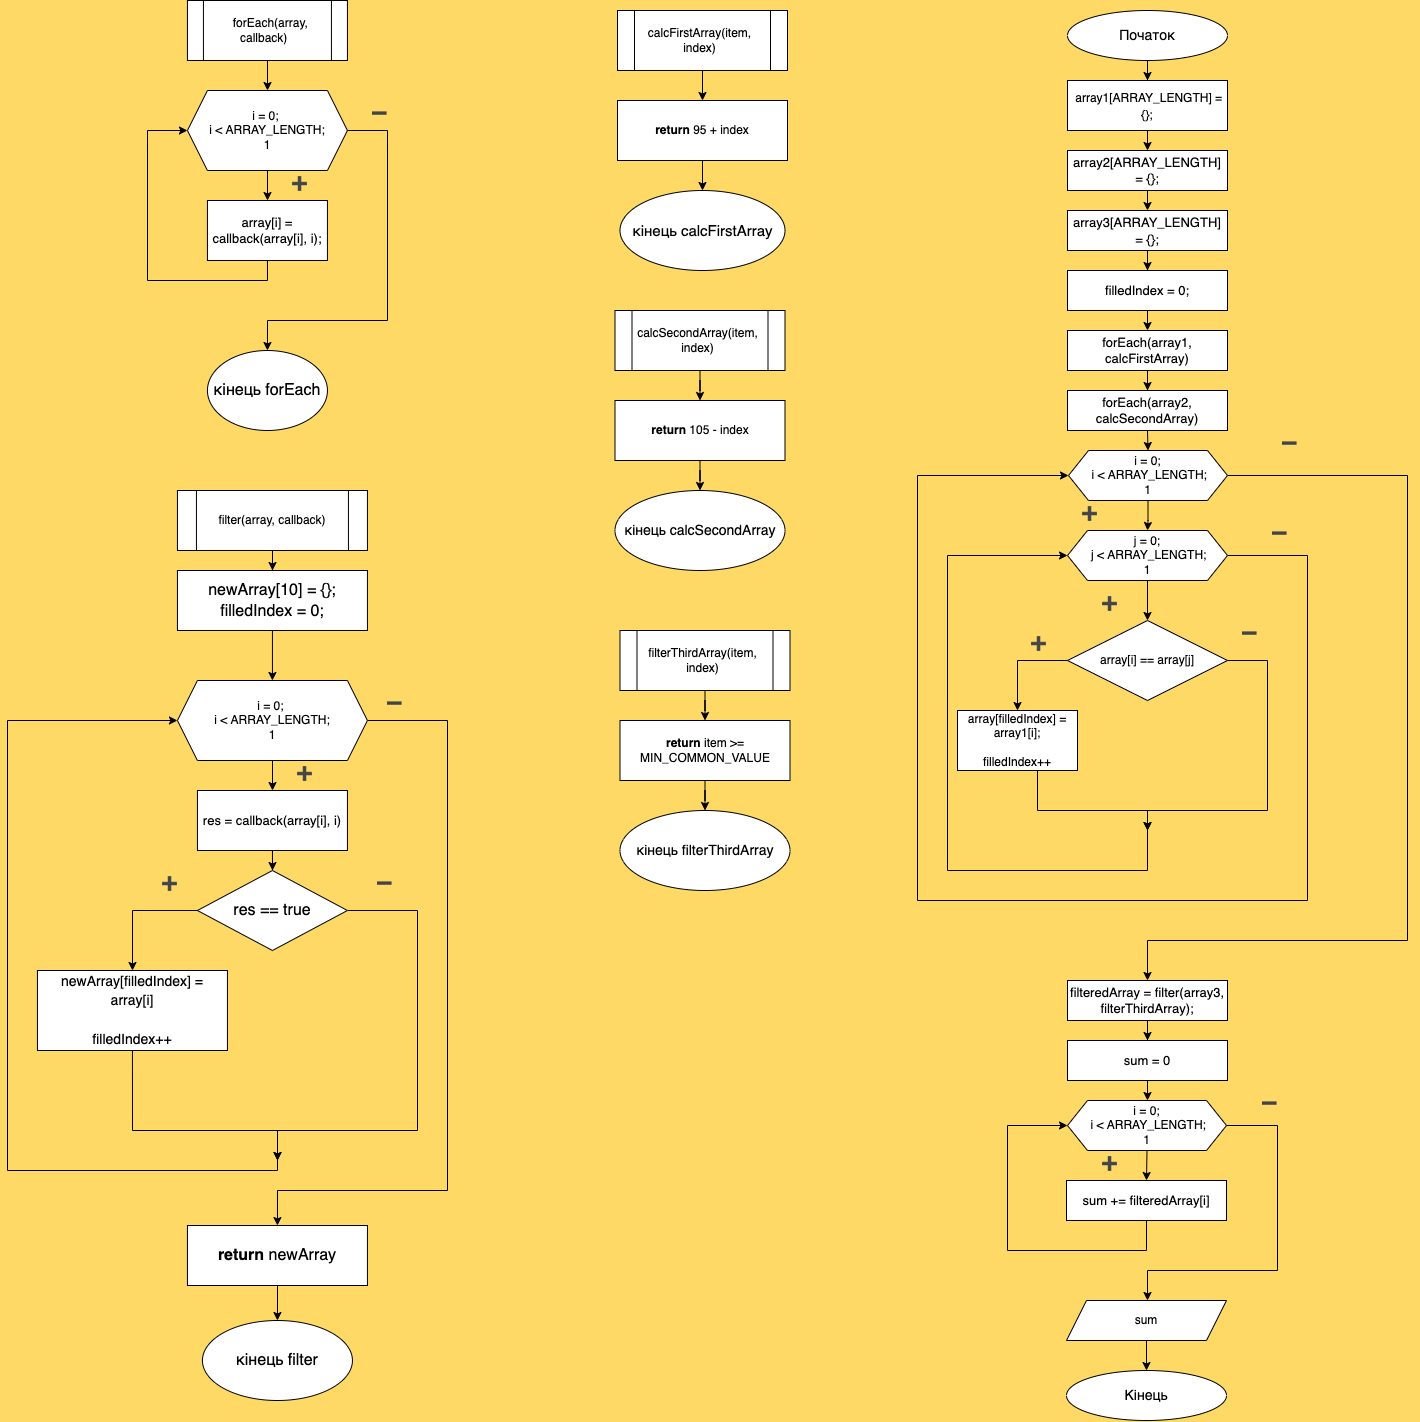 forEach(array,
callback)
i = 0;
i < ARRAY_LENGTH;
1
−
+
array[i] =
callback(array[i], i);
кінець forEach
filter(array, callback)
newArray[10] = {};
filledIndex = 0;
i = 0;
i < ARRAY_LENGTH;
1
−
+
res = callback(array[i], i)
+
−
res == true
newArray[filledIndex] =
array[i]
filledIndex++
return newArray
кінець filter
calcFirstArray(item,
index)
return 95 + index
кінець calcFirstArray
calcSecondArray(item,
index)
return 105 - index
кінець calcSecondArray
filterThirdArray(item,
index)
return item >=
MIN_COMMON_VALUE
кінець filterThirdArray
Початок
array1[ARRAY_LENGTH] =
{};
array2[ARRAY_LENGTH]
= {};
array3[ARRAY_LENGTH]
= {};
filledIndex = 0;
forEach(array1,
calcFirstArray)
forEach(array2,
calcSecondArray)
−
i = 0;
i < ARRAY_LENGTH;
1
+
−
j = 0;
j < ARRAY_LENGTH;
1
+
+
−
array[i] == array[j]
array[filledIndex] =
array1[i];
filledIndex++
filteredArray = filter(array3,
filterThirdArray);
sum = 0
−
i = 0;
i < ARRAY_LENGTH;
1
+
sum += filteredArray[i]
sum
Кінець